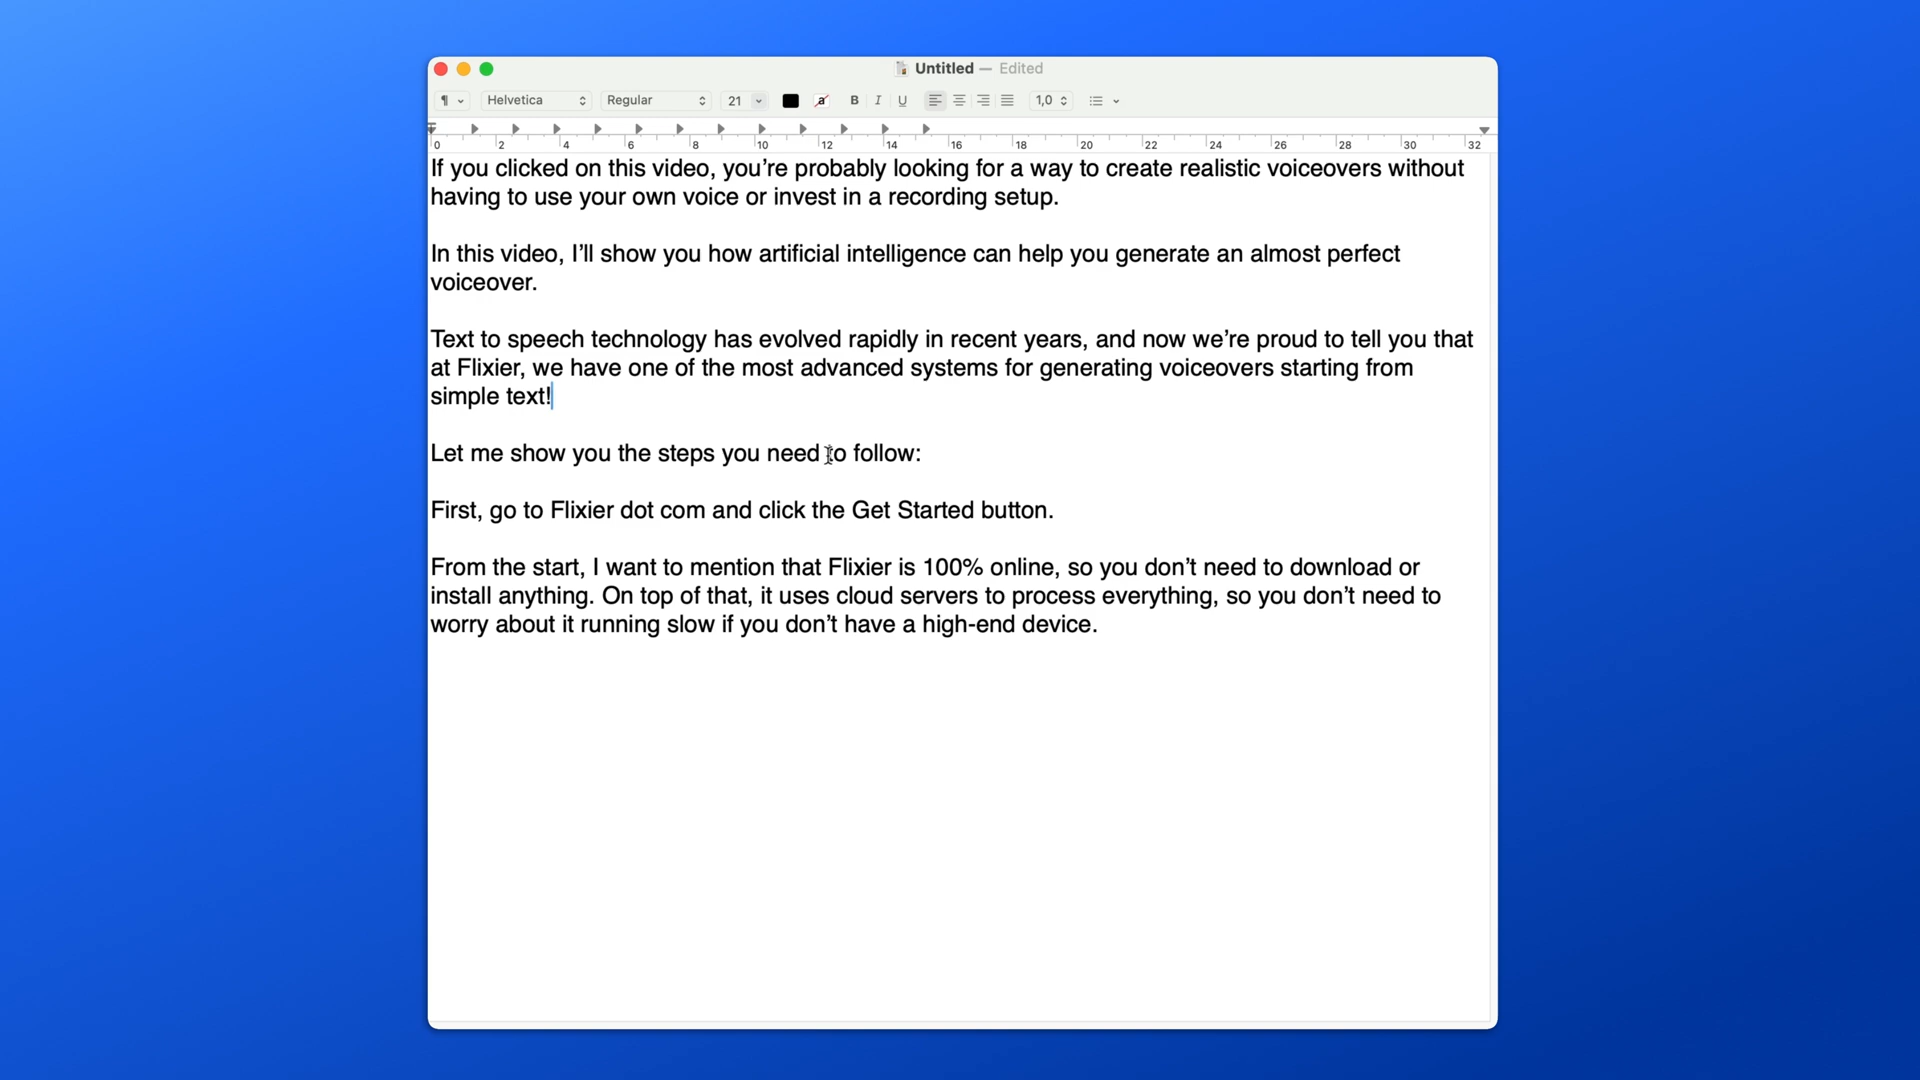 Untitled — Edited
¶ Helvetica Regular 21 a B I U 1,0
0 2 4 6 8 10 12 14 16 18 20 22 24 26 28 30 32
If you clicked on this video, you’re probably looking for a way to create realistic voiceovers without
having to use your own voice or invest in a recording setup.
In this video, I’ll show you how artificial intelligence can help you generate an almost perfect
voiceover.
Text to speech technology has evolved rapidly in recent years, and now we’re proud to tell you that
at Flixier, we have one of the most advanced systems for generating voiceovers starting from
simple text!
Let me show you the steps you need to follow:
First, go to Flixier dot com and click the Get Started button.
From the start, I want to mention that Flixier is 100% online, so you don’t need to download or
install anything. On top of that, it uses cloud servers to process everything, so you don’t need to
worry about it running slow if you don’t have a high-end device.